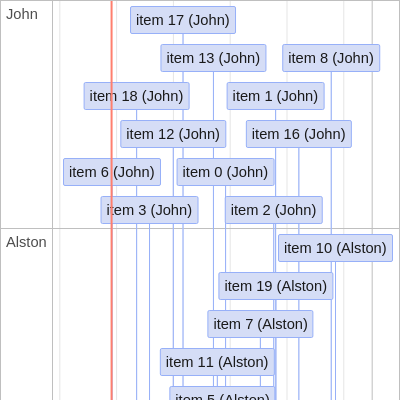 John
item 17 (John)
item 13 (John)
item 8 (John)
item 18 (John)
item 1 (John)
item 12 (John)
item 16 (John)
item 6 (John)
item 0 (John)
item 3 (John)
item 2 (John)
Alston
item 10 (Alston)
item 19 (Alston)
item 7 (Alston)
item 11 (Alston)
item 5 (Alston)